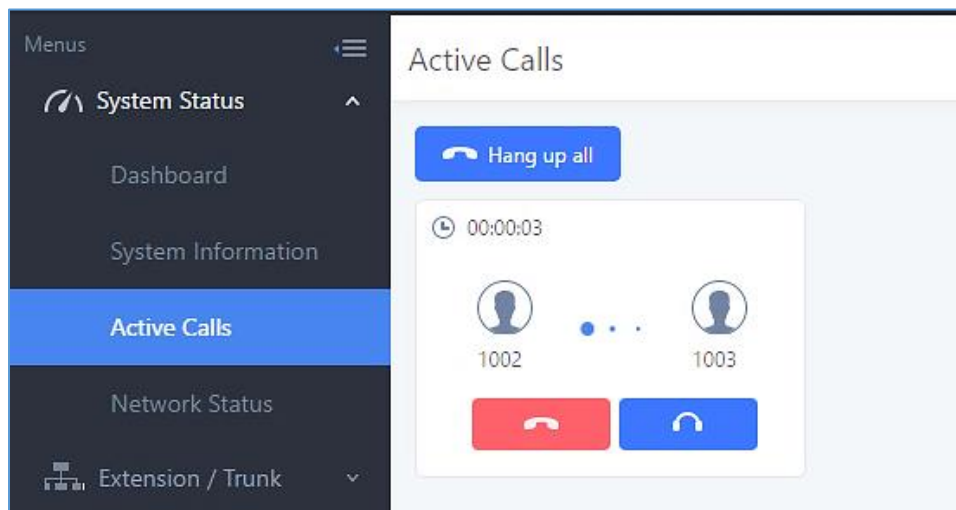 Menus
System Status
Dashboard
System Information
Active Calls
Network Status
Extension / Trunk
Active Calls
Hang up all
00:00:03
1002
1003